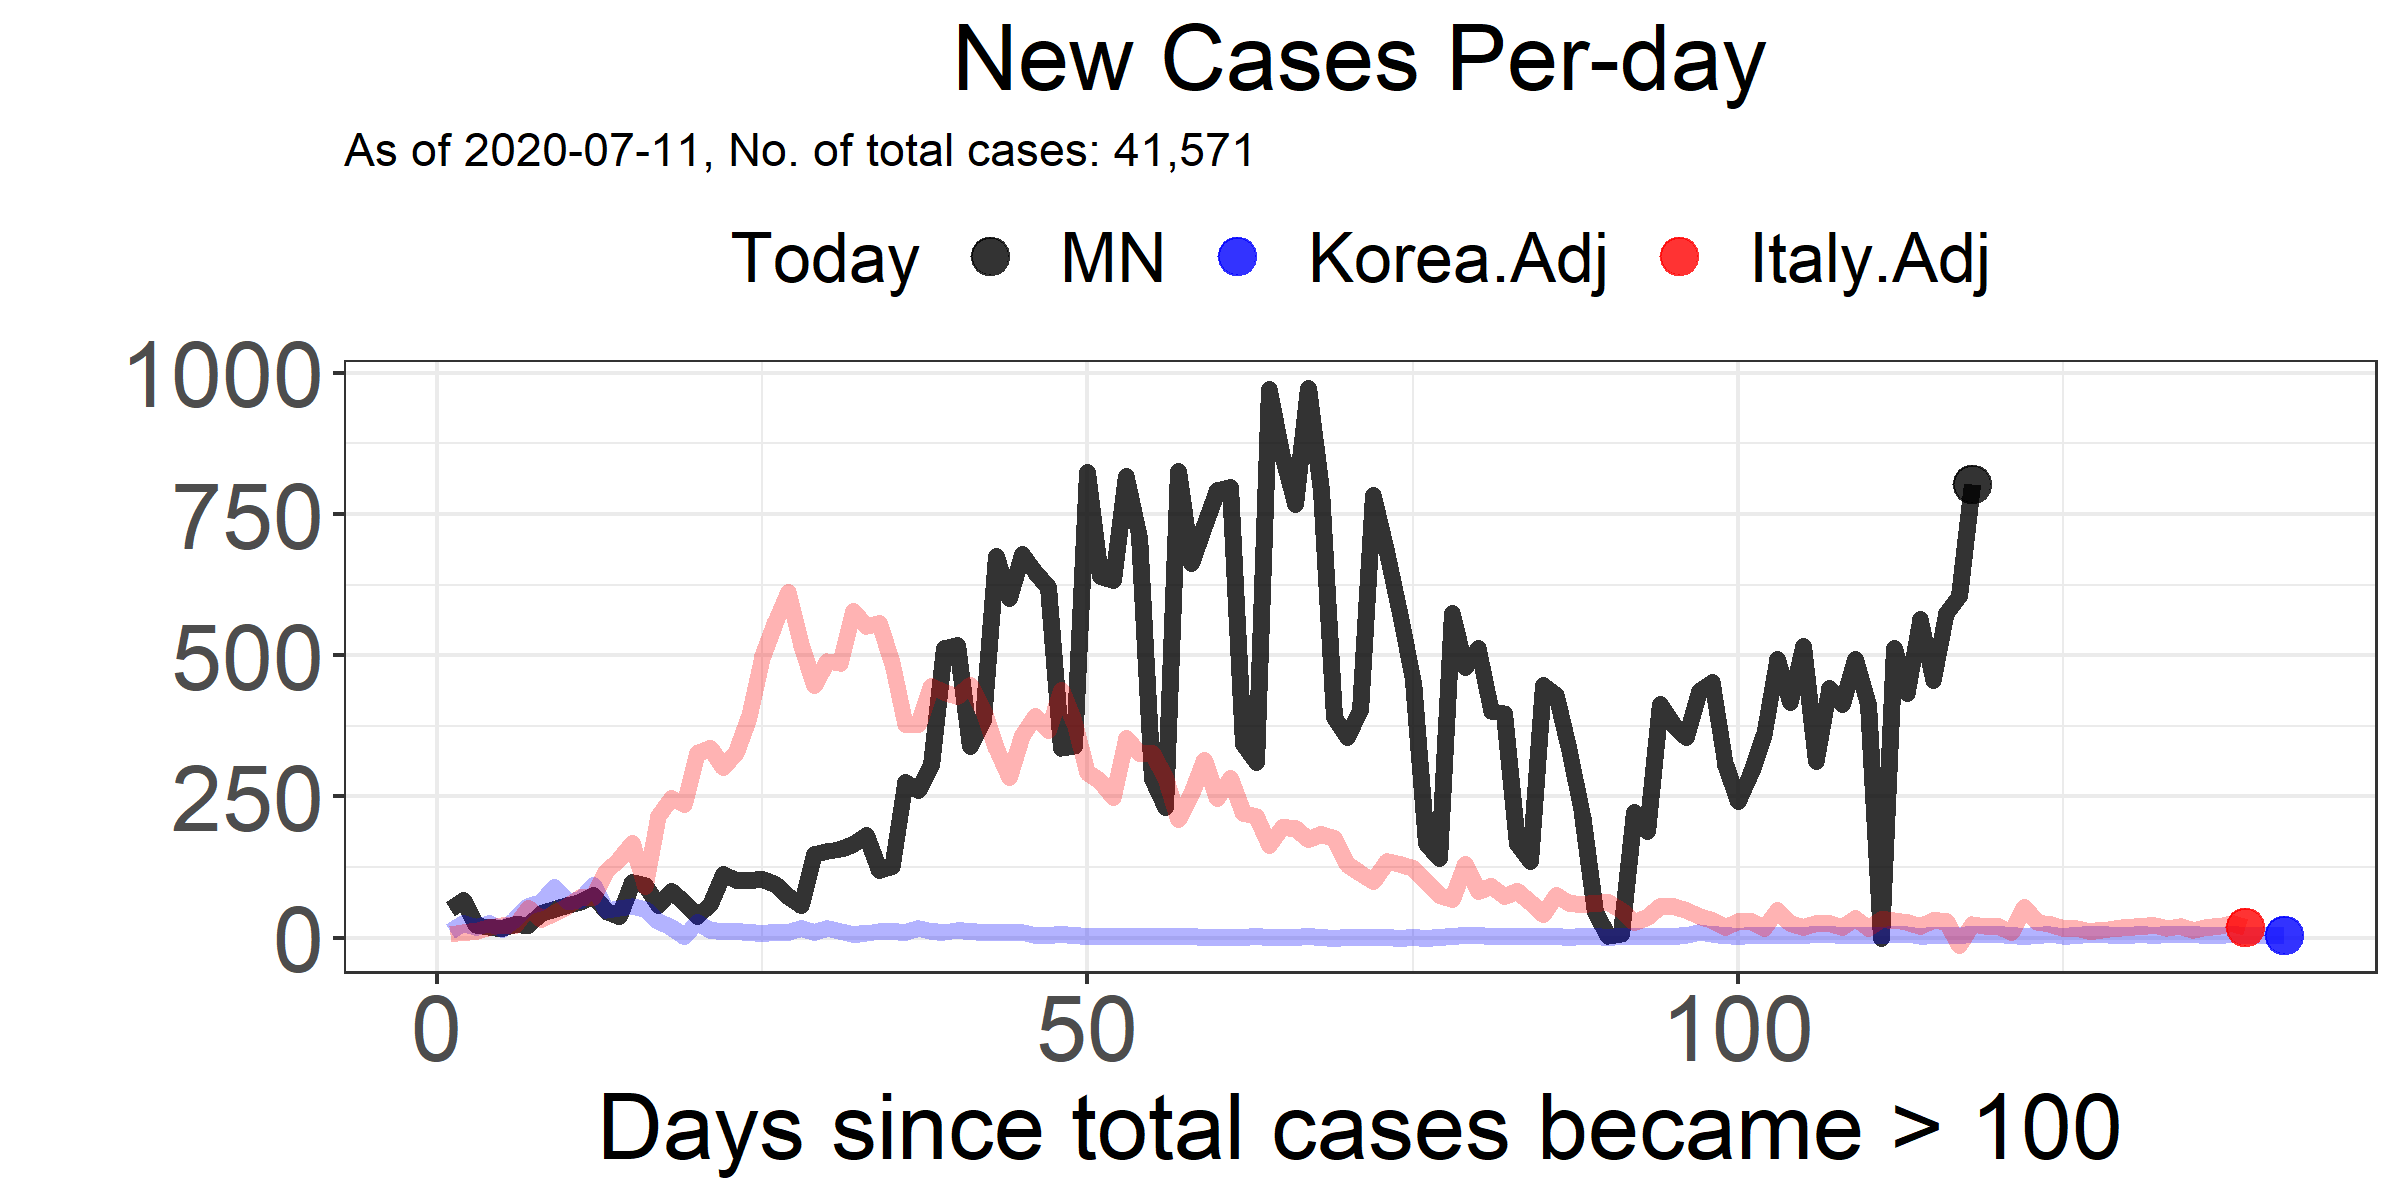 New Cases Per-day
As of 2020-07-11, No. of total cases: 41,571
Today MN Korea.Adj Italy.Adj
1000
750
500
250
0
0 50 100
Days since total cases became > 100